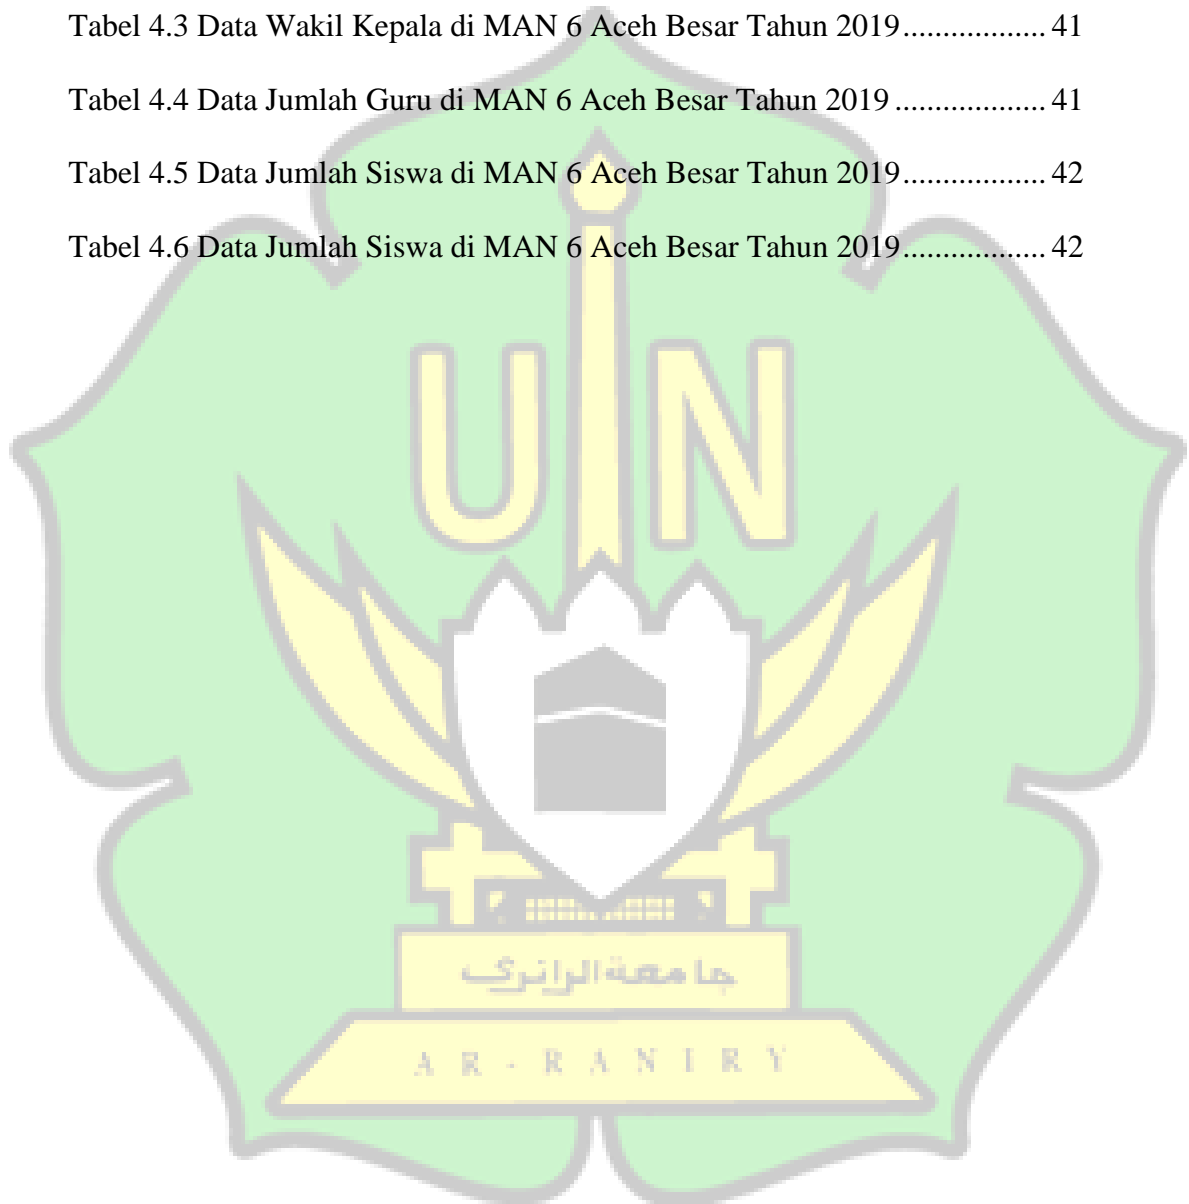 Tabel 4.3 Data Wakil Kepala di MAN 6 Aceh Besar Tahun 2019................. 41
Tabel 4.4 Data Jumlah Guru di MAN 6 Aceh Besar Tahun 2019................... 41
Tabel 4.5 Data Jumlah Siswa di MAN 6 Aceh Besar Tahun 2019................. 42
Tabel 4.6 Data Jumlah Siswa di MAN 6 Aceh Besar Tahun 2019................. 42
UIN
جامعة الرانري
AR-RANIRY